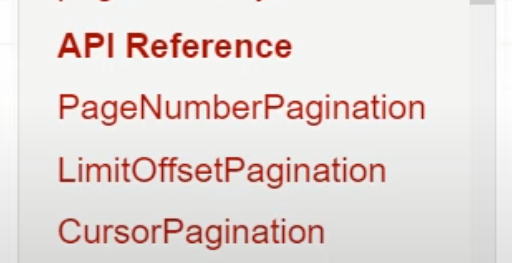 API Reference
PageNumberPagination
LimitOffsetPagination
CursorPagination